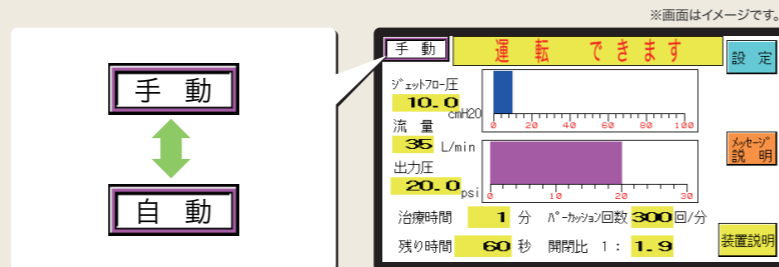 ※画面はイメージです。
手 動
自 動
手 動
運 転 で き ま す
設 定
ｼﾞｪｯﾄﾌﾛｰ圧
10.0 cmH2O
0 20 40 60 80 100
流 量
35 L/min
メッセージ
説 明
出力圧
20.0 psi
0 10 20 30
治療時間 1 分 ﾊﾟｰｶｯｼｮﾝ回数 300 回/分
残り時間 60 秒 開閉比 1： 1.9
装置説明